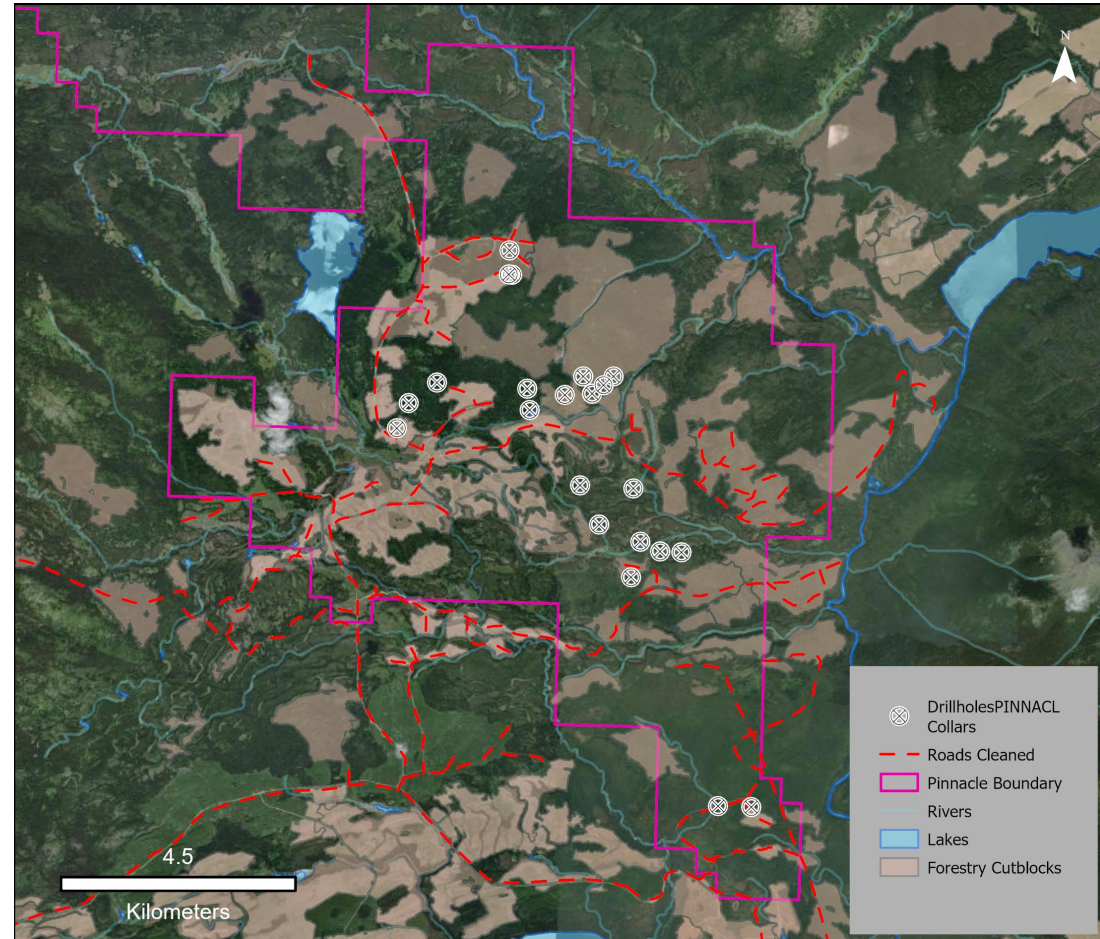 N
DrillholesPINNACL
Collars
Roads Cleaned
Pinnacle Boundary
Rivers
Lakes
Forestry Cutblocks
4.5
Kilometers